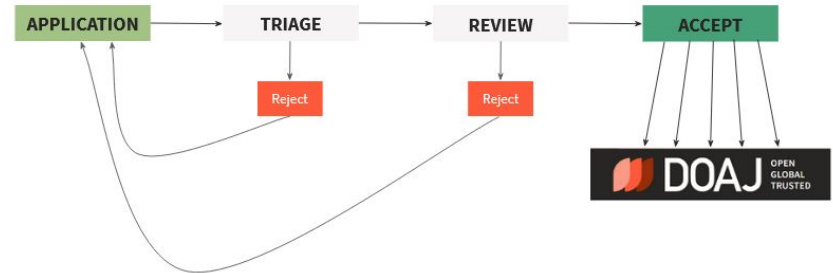 APPLICATION
TRIAGE
REVIEW
ACCEPT
Reject
Reject
DOAJ
OPEN
GLOBAL
TRUSTED